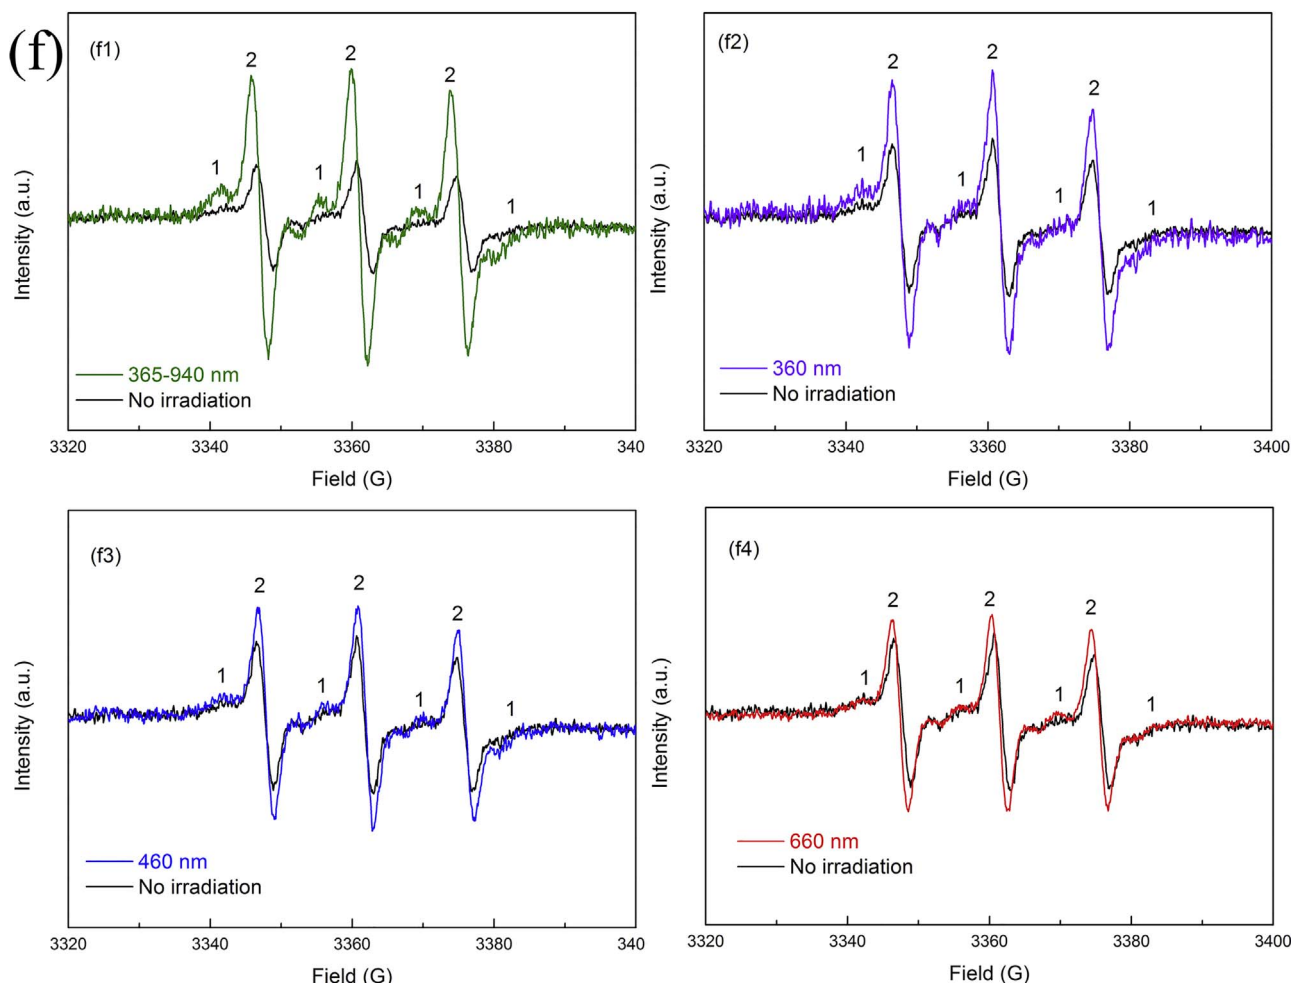 (f)
(f1)
2
2
2
1
1
1
1
Intensity (a.u.)
365-940 nm
No irradiation
3320
3340
3360
3380
340
Field (G)
(f2)
2
2
2
1
1
1
1
Intensity (a.u.)
360 nm
No irradiation
3320
3340
3360
3380
3400
Field (G)
(f3)
2
2
2
1
1
1
1
Intensity (a.u.)
460 nm
No irradiation
3320
3340
3360
3380
340
Field (G)
(f4)
2
2
2
1
1
1
1
Intensity (a.u.)
660 nm
No irradiation
3320
3340
3360
3380
3400
Field (G)